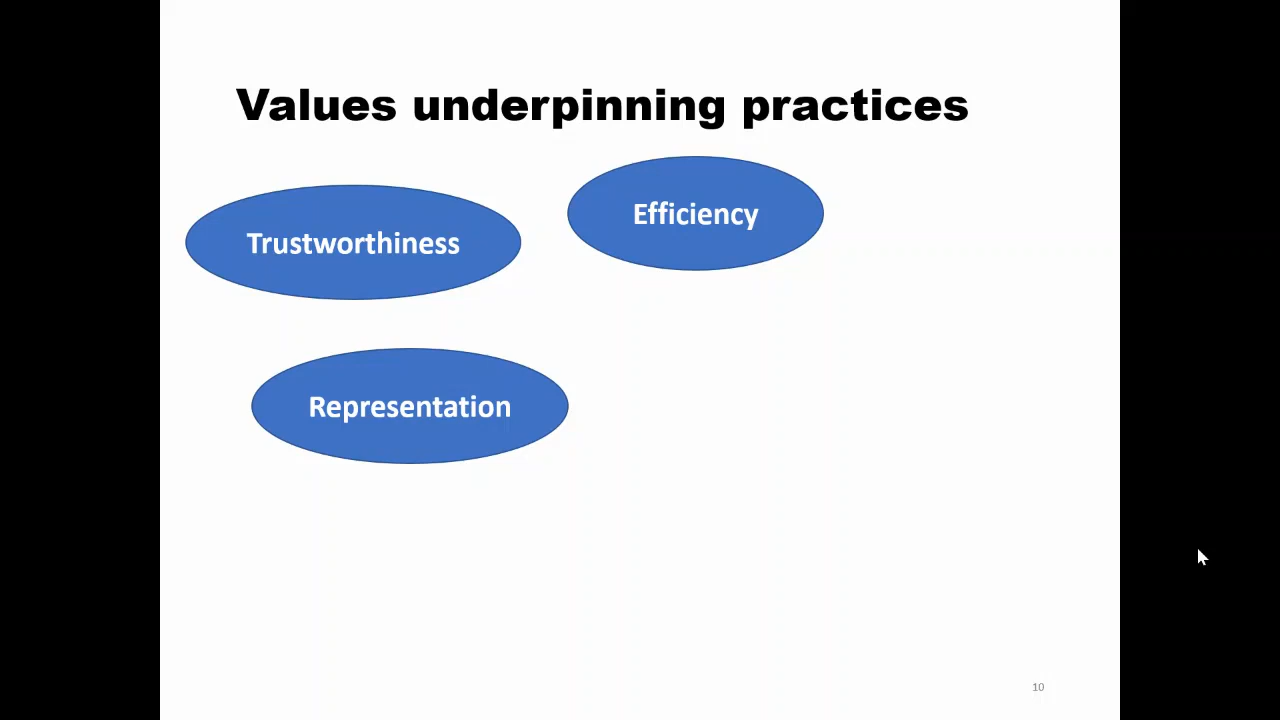 Values underpinning practices
Efficiency
Trustworthiness
Representation
10